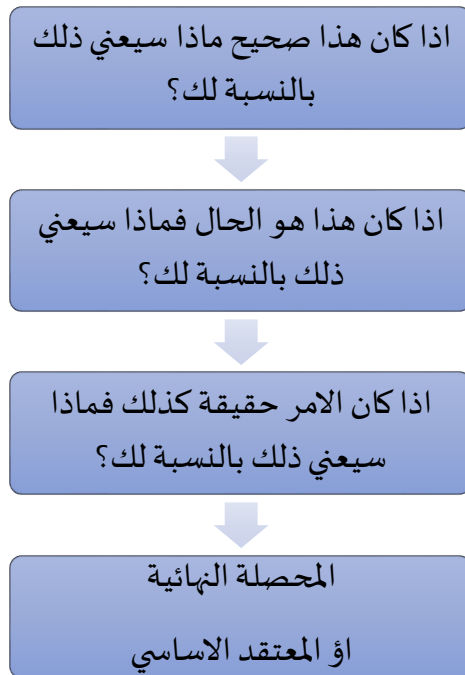 اذا كان هذا صحيح ماذا سيعني ذلك
بالنسبة لك؟
اذا كان هذا هو الحال فماذا سيعني
ذلك بالنسبة لك؟
اذا كان الامر حقيقة كذلك فماذا
سيعني ذلك بالنسبة لك؟
المحصلة النهائية
اؤ المعتقد الاساسي